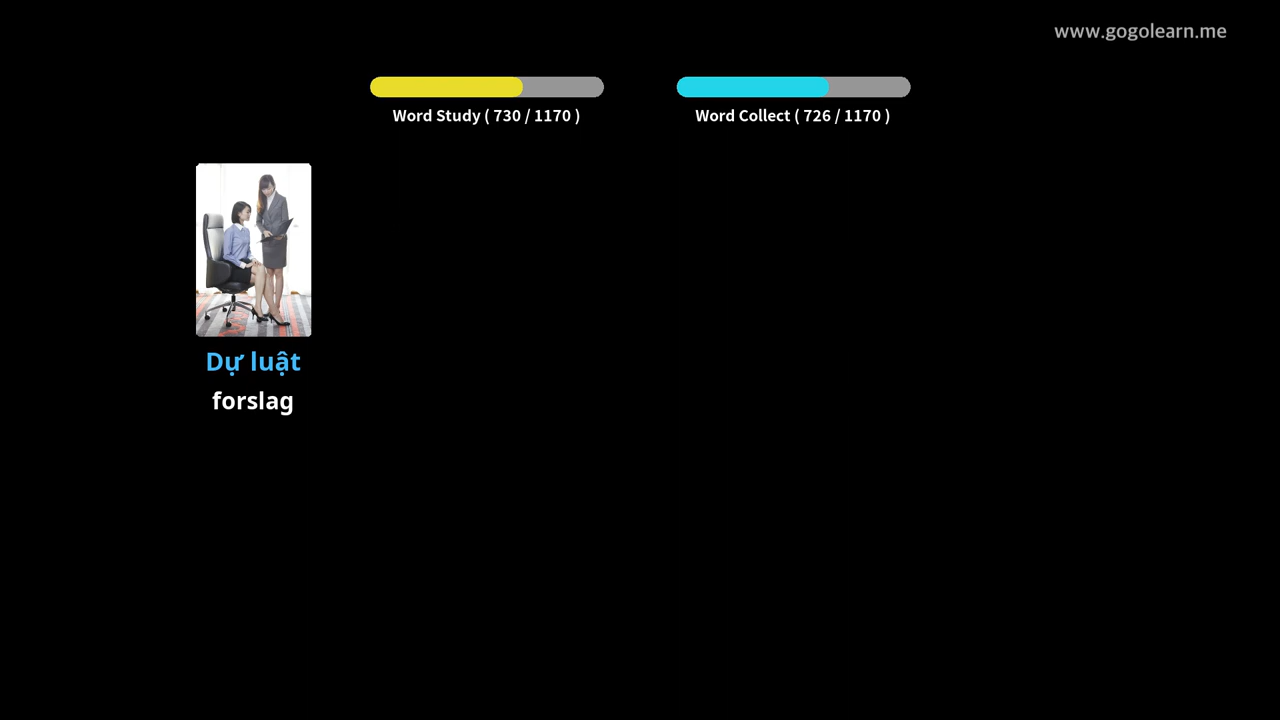 www.gogolearn.me
Word Study ( 730 / 1170 )
Word Collect ( 726 / 1170 )
Dự luật
forslag